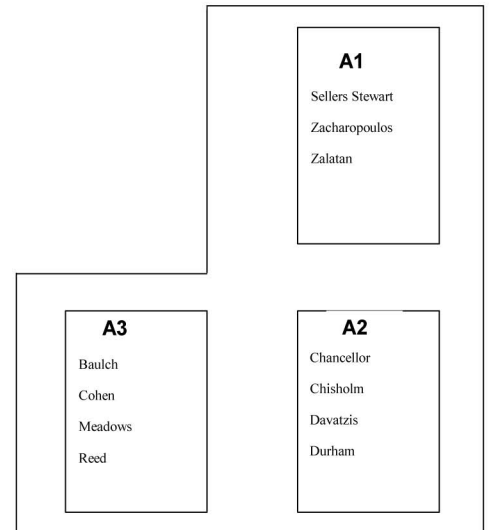 A1
Sellers Stewart
Zacharopoulos
Zalatan
A3
Baulch
Cohen
Meadows
Reed
A2
Chancellor
Chisholm
Davatzis
Durham